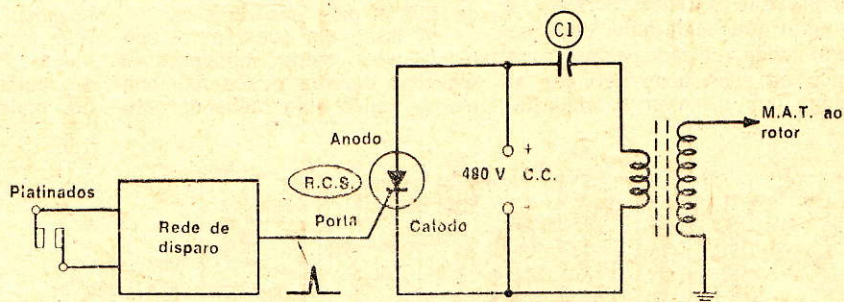 C1
M.A.T. ao
rotor
Anodo
+
480 V C.C.
R.C.S.
-
Platinados
Porta
Catodo
Rede de
disparo